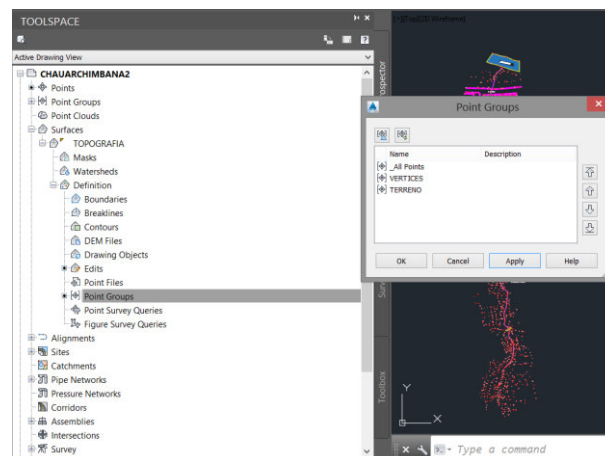 TOOLSPACE
Active Drawing View
CHAUARCHIMBANA2
Points
Point Groups
Point Clouds
Surfaces
TOPOGRAFIA
Masks
Watersheds
Definition
Boundaries
Breaklines
Contours
DEM Files
Drawing Objects
Edits
Point Files
Point Groups
Point Survey Queries
Figure Survey Queries
Alignments
Sites
Catchments
Pipe Networks
Pressure Networks
Corridors
Assemblies
Intersections
Survey
Prospector
Toolbox
[-][Top][2D Wireframe]
Point Groups
Name Description
_All Points
VERTICES
TERRENO
OK Cancel Apply Help
Y
X
Type a command